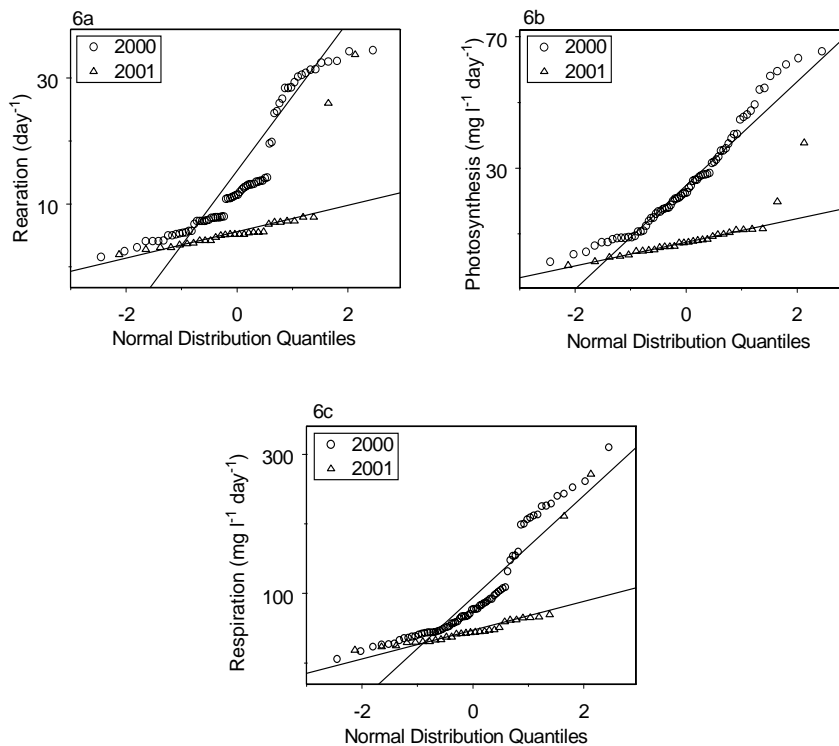 6a
2000
2001
30
10
Rearation (day-1)
-2
0
2
Normal Distribution Quantiles
6b
2000
2001
70
30
Photosynthesis (mg l-1 day-1)
-2
0
2
Normal Distribution Quantiles
6c
2000
2001
300
100
Respiration (mg l-1 day-1)
-2
0
2
Normal Distribution Quantiles